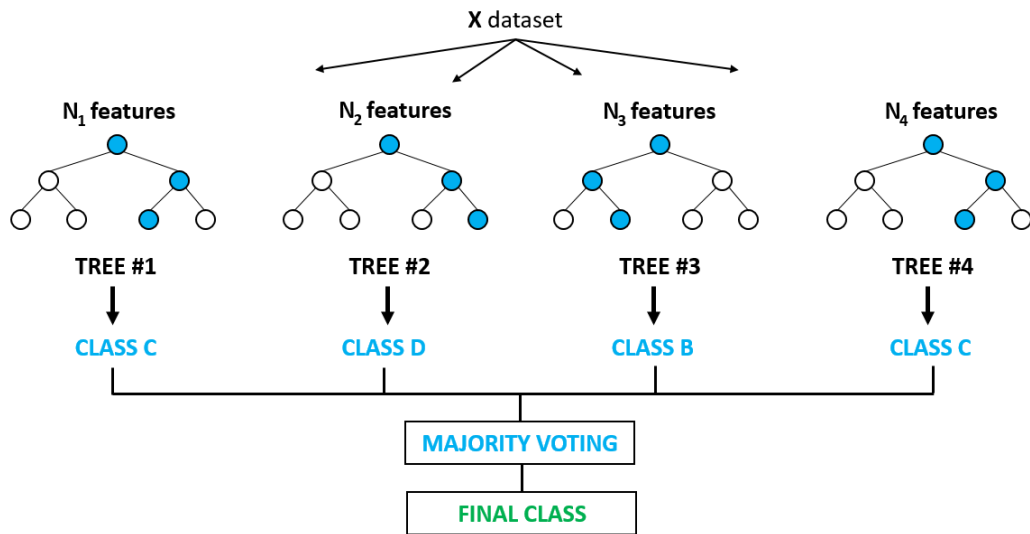 X dataset
N₁ features
N₂ features
N₃ features
N₄ features
TREE #1
TREE #2
TREE #3
TREE #4
CLASS C
CLASS D
CLASS B
CLASS C
MAJORITY VOTING
FINAL CLASS